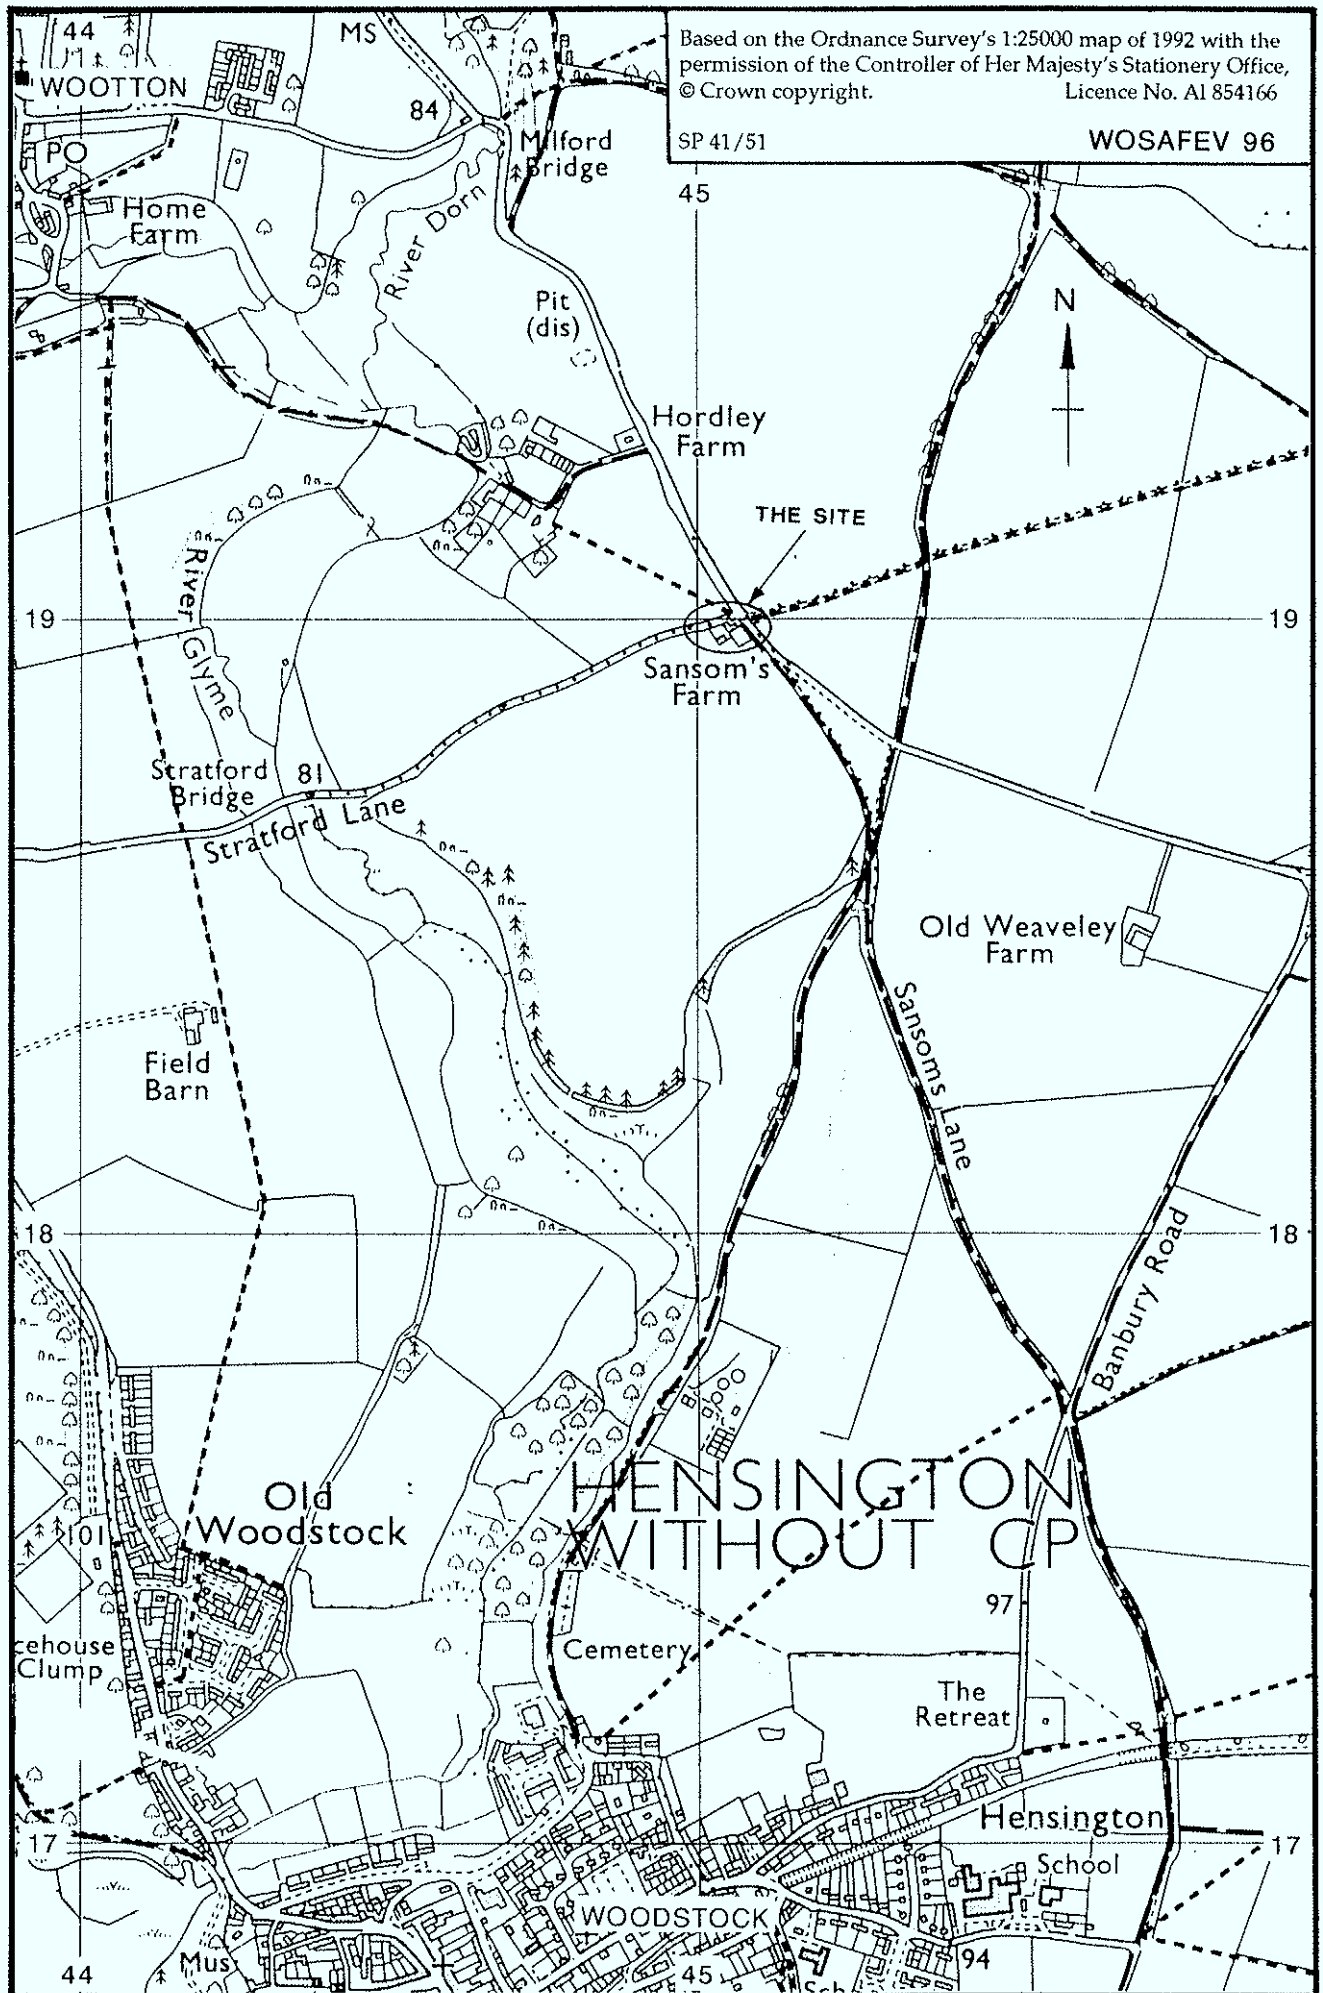 44
MS
Based on the Ordnance Survey's 1:25000 map of 1992 with the
permission of the Controller of Her Majesty's Stationery Office,
© Crown copyright. Licence No. Al 854166
SP 41/51 WOSAFEV 96
WOOTTON
84
PO
Milford
Bridge
45
Home
Farm
River Dorn
Pit
(dis)
N
Hordley
Farm
THE SITE
River Glyme
19
19
Sansom's
Farm
Stratford
Bridge
81
Stratford Lane
Old Weaveley
Farm
Sansoms Lane
Field
Barn
18
18
Banbury Road
Old
Woodstock
HENSINGTON
WITHOUT CP
101
97
cehouse
Clump
Cemetery
The
Retreat
Hensington
17
17
School
WOODSTOCK
Mus
94
44
45
Sch